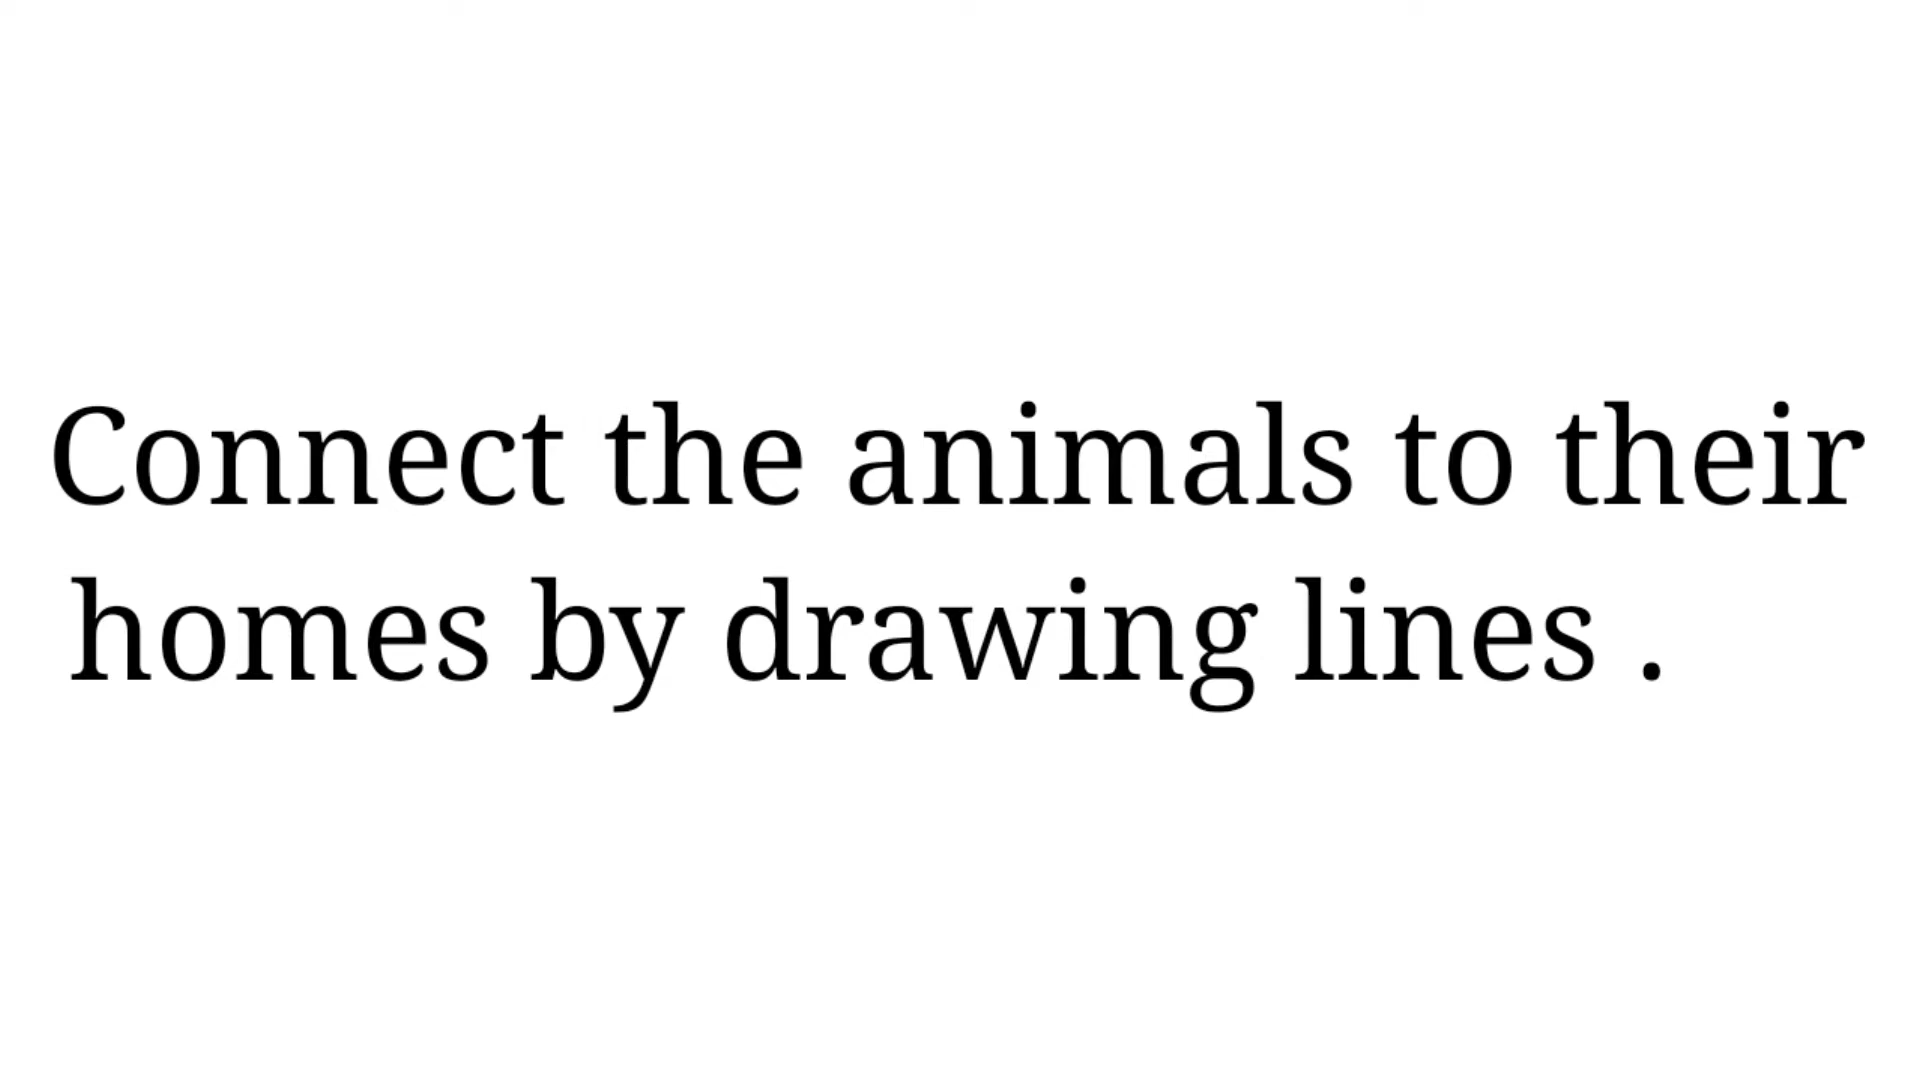 Connect the animals to their
homes by drawing lines .